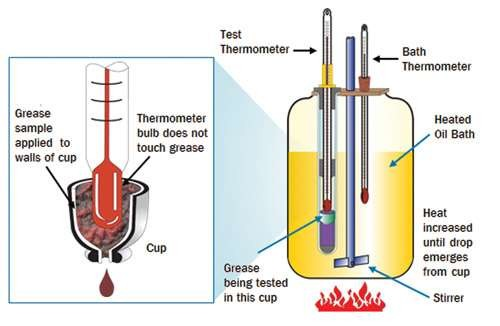 Test
Thermometer
Bath
Thermometer
Grease
sample
applied to
walls of cup
Thermometer
bulb does not
touch grease
Cup
Heated
Oil Bath
Heat
increased
until drop
emerges
from cup
Grease
being tested
in this cup
Stirrer